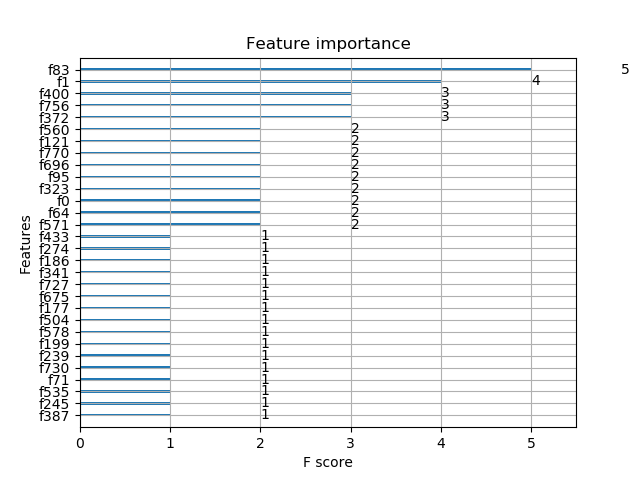 Feature importance
f83 5
f1 4
f400 3
f756 3
f372 3
f560 2
f121 2
f770 2
f696 2
f95 2
f323 2
f0 2
f64 2
f571 2
f433 1
f274 1
f186 1
f341 1
f727 1
f675 1
f177 1
f504 1
f578 1
f199 1
f239 1
f730 1
f71 1
f535 1
f245 1
f387 1
Features
0 1 2 3 4 5
F score